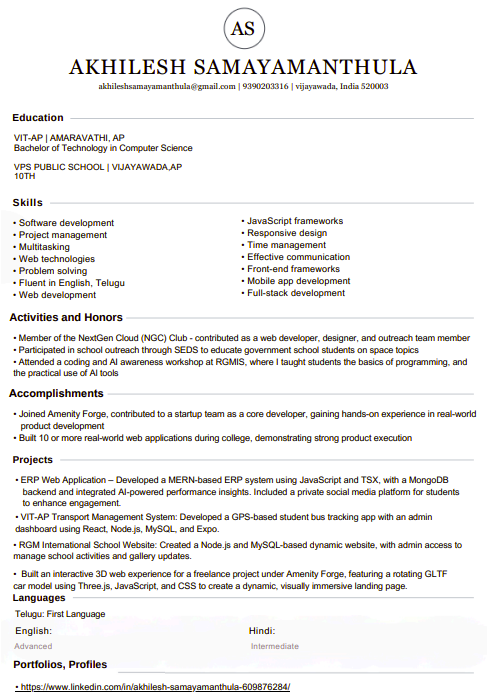 AS
AKHILESH SAMAYAMANTHULA
akhileshsamayamanthula@gmail.com | 9390203316 | vijayawada, India 520003
Education
VIT-AP | AMARAVATHI, AP
Bachelor of Technology in Computer Science
VPS PUBLIC SCHOOL | VIJAYAWADA,AP
10TH
Skills
• Software development
• Project management
• Multitasking
• Web technologies
• Problem solving
• Fluent in English, Telugu
• Web development
• JavaScript frameworks
• Responsive design
• Time management
• Effective communication
• Front-end frameworks
• Mobile app development
• Full-stack development
Activities and Honors
• Member of the NextGen Cloud (NGC) Club - contributed as a web developer, designer, and outreach team member
• Participated in school outreach through SEDS to educate government school students on space topics
• Attended a coding and AI awareness workshop at RGMIS, where I taught students the basics of programming, and
the practical use of AI tools
Accomplishments
• Joined Amenity Forge, contributed to a startup team as a core developer, gaining hands-on experience in real-world
product development
• Built 10 or more real-world web applications during college, demonstrating strong product execution
Projects
• ERP Web Application – Developed a MERN-based ERP system using JavaScript and TSX, with a MongoDB
backend and integrated AI-powered performance insights. Included a private social media platform for students
to enhance engagement.
• VIT-AP Transport Management System: Developed a GPS-based student bus tracking app with an admin
dashboard using React, Node.js, MySQL, and Expo.
• RGM International School Website: Created a Node.js and MySQL-based dynamic website, with admin access to
manage school activities and gallery updates.
• Built an interactive 3D web experience for a freelance project under Amenity Forge, featuring a rotating GLTF
car model using Three.js, JavaScript, and CSS to create a dynamic, visually immersive landing page.
Languages
Telugu: First Language
English:
Advanced
Hindi:
Intermediate
Portfolios, Profiles
• https://www.linkedin.com/in/akhilesh-samayamanthula-609876284/